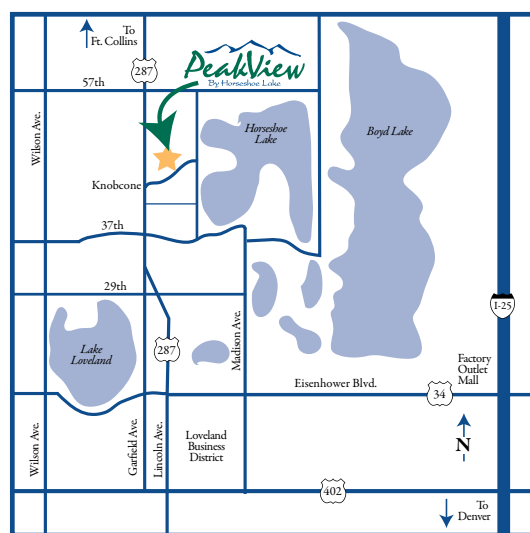 To
Ft. Collins
287
PeakView
By Horseshoe Lake
57th
Wilson Ave.
Horseshoe
Lake
Boyd Lake
Knobcone
37th
29th
I-25
Madison Ave.
Lake
Loveland
287
Factory
Outlet
Mall
Eisenhower Blvd.
34
Wilson Ave.
Garfield Ave.
Lincoln Ave.
Loveland
Business
District
N
402
To
Denver